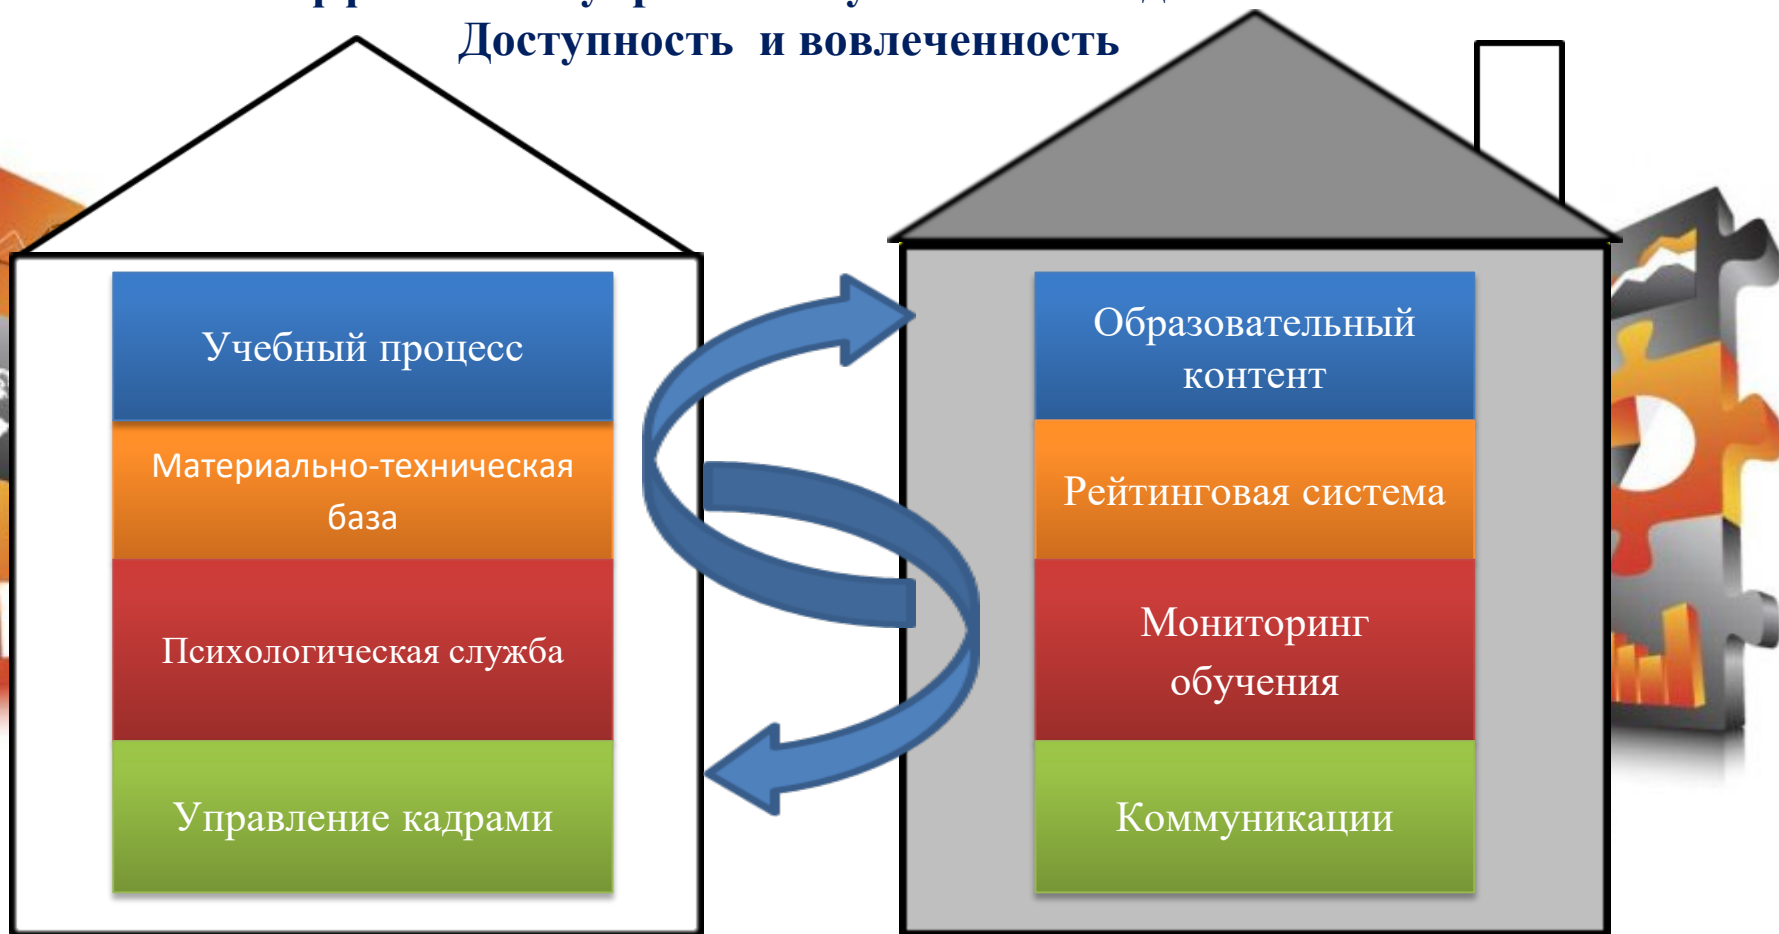 Доступность и вовлеченность
Учебный процесс
Материально-техническая
база
Психологическая служба
Управление кадрами
Образовательный
контент
Рейтинговая система
Мониторинг
обучения
Коммуникации